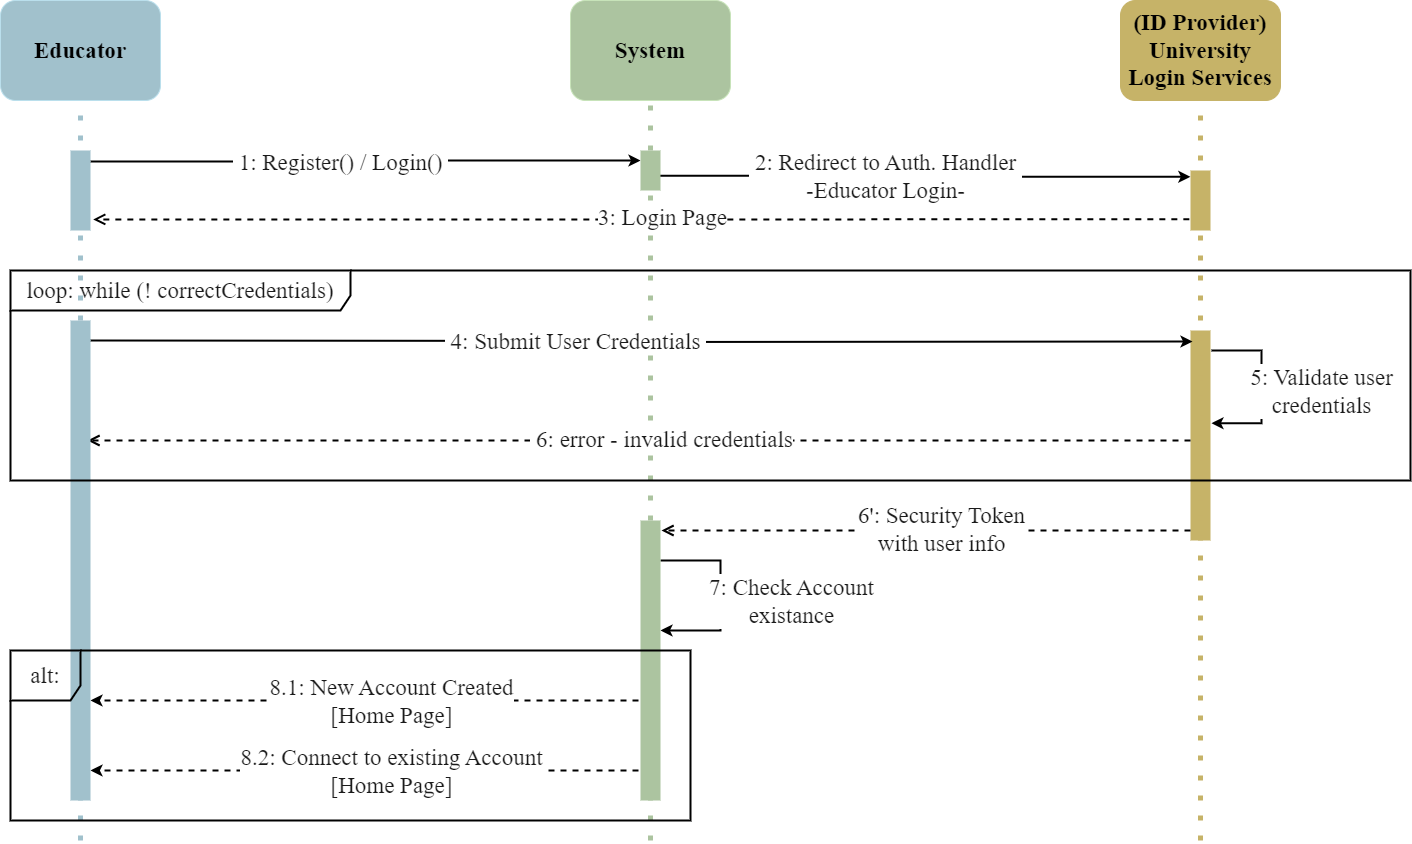 Educator
System
(ID Provider)
University
Login Services
1: Register() / Login()
2: Redirect to Auth. Handler
-Educator Login-
3: Login Page
loop: while (! correctCredentials)
4: Submit User Credentials
5: Validate user
credentials
6: error - invalid credentials
6': Security Token
with user info
7: Check Account
existance
alt:
8.1: New Account Created
[Home Page]
8.2: Connect to existing Account
[Home Page]